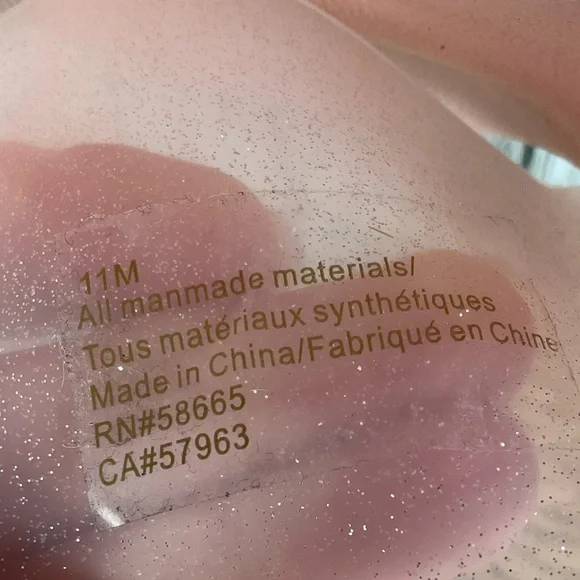 11M
All manmade materials/
Tous matériaux synthétiques
Made in China/Fabriqué en Chine
RN#58665
CA#57963